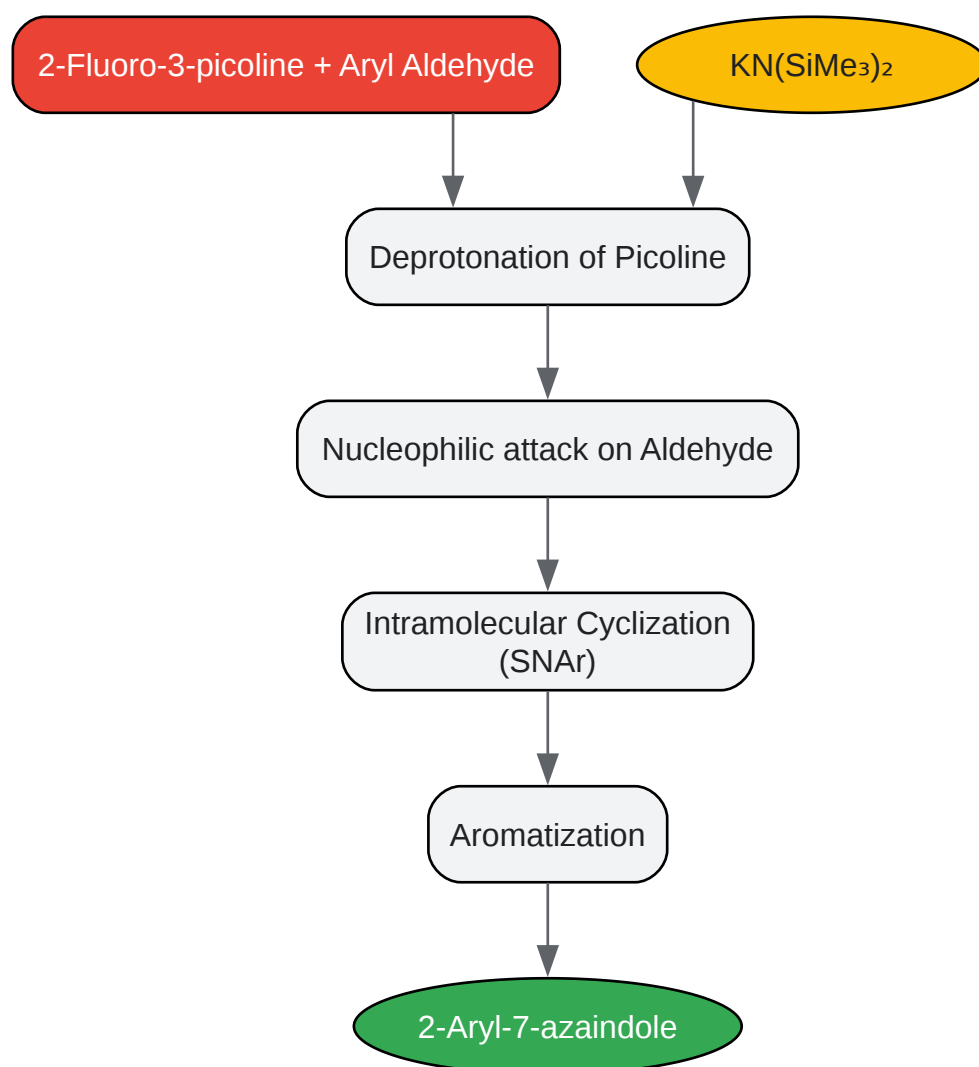 2-Fluoro-3-picoline + Aryl Aldehyde
KN(SiMe₃)₂
Deprotonation of Picoline
Nucleophilic attack on Aldehyde
Intramolecular Cyclization
(SNAr)
Aromatization
2-Aryl-7-azaindole